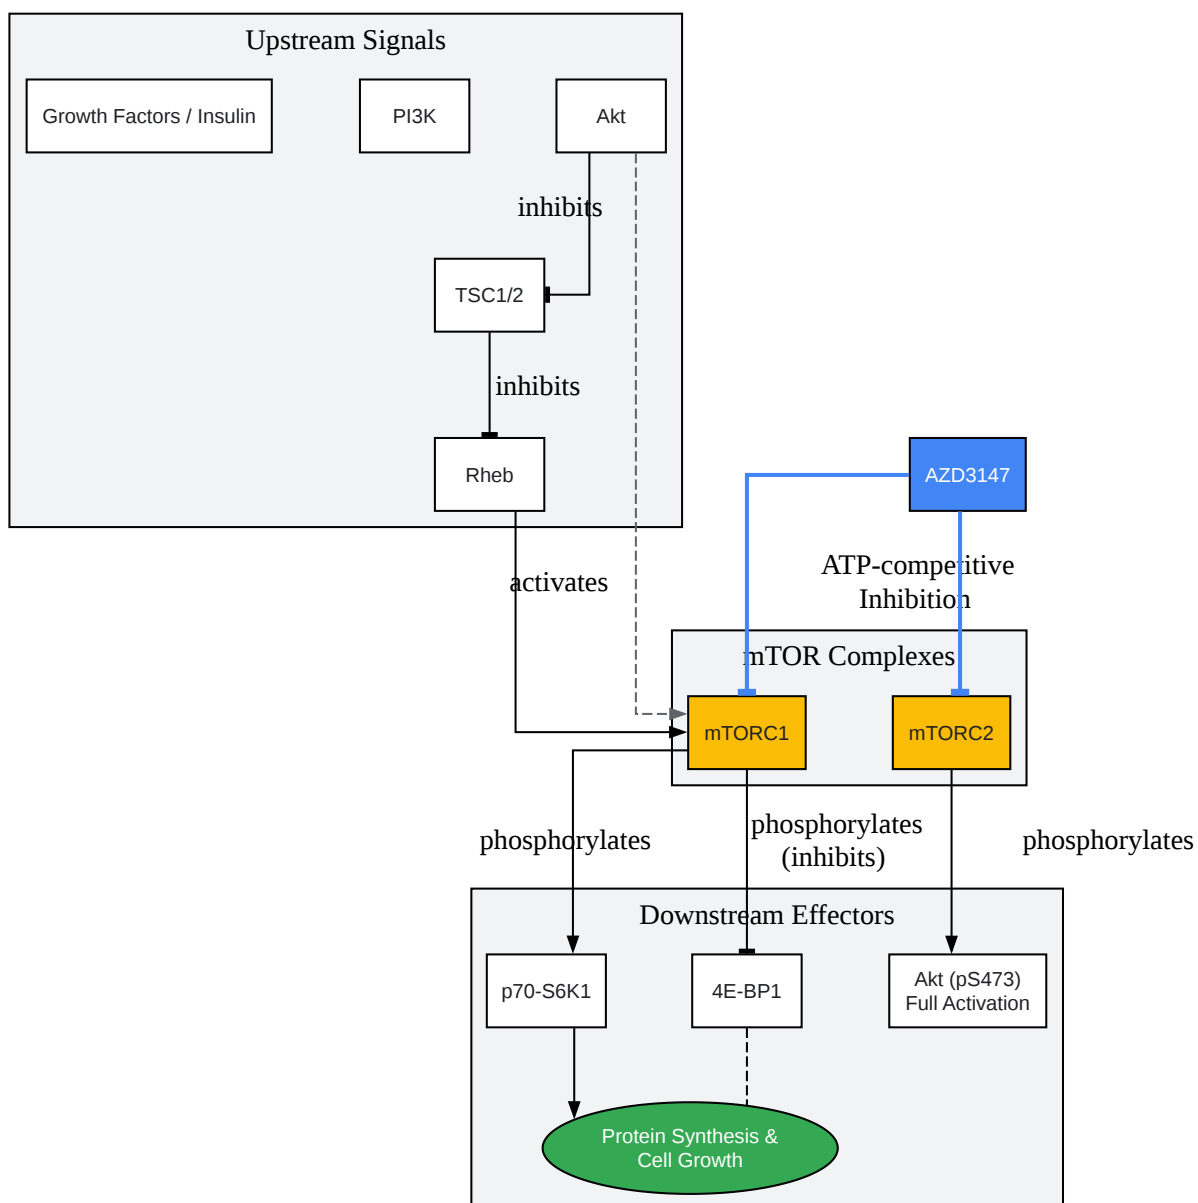 Upstream Signals
Growth Factors / Insulin
PI3K
Akt
inhibits
TSC1/2
inhibits
Rheb
AZD3147
activates
ATP-competitive
Inhibition
mTOR Complexes
mTORC1
mTORC2
phosphorylates
phosphorylates
(inhibits)
phosphorylates
Downstream Effectors
p70-S6K1
4E-BP1
Akt (pS473)
Full Activation
Protein Synthesis &
Cell Growth